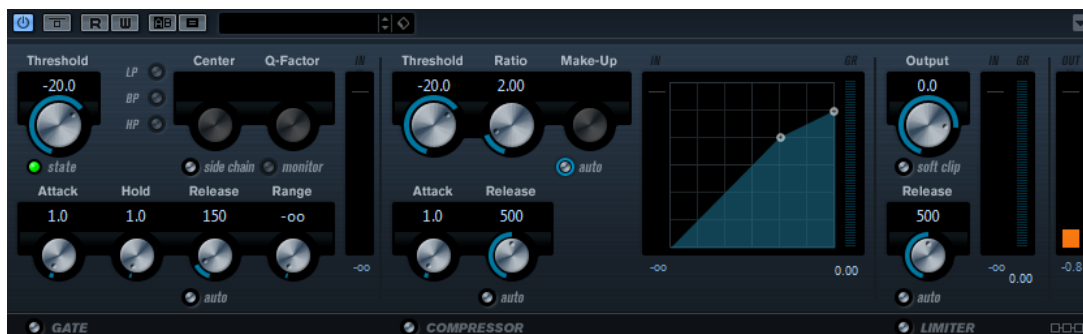 R W AB
Threshold Center Q-Factor IN Threshold Ratio Make-Up IN GR Output IN GR OUT
-20.0 LP -20.0 2.00 0.0
BP
HP
state side chain monitor auto soft clip
Attack Hold Release Range Attack Release Release
1.0 1.0 150 -oo 1.0 500 500
-oo -oo 0.00 -oo 0.00 -0.8
auto auto auto
GATE COMPRESSOR LIMITER